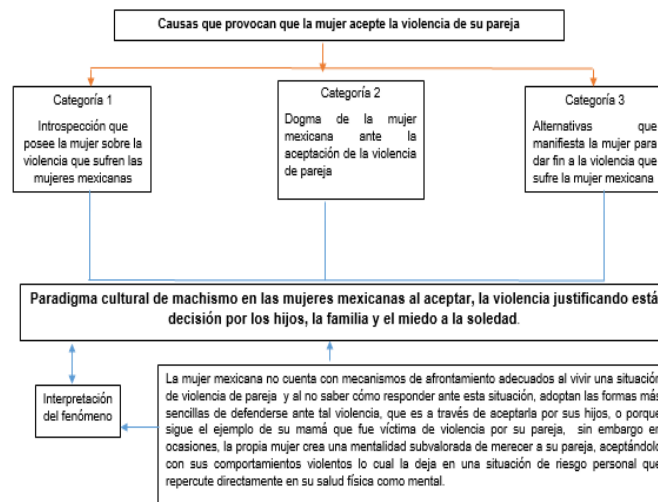 Causas que provocan que la mujer acepte la violencia de su pareja
Categoría 1
Introspección que
posee la mujer sobre la
violencia que sufren las
mujeres mexicanas
Categoría 2
Dogma de la mujer
mexicana ante la
aceptación de la violencia
de pareja
Categoría 3
Alternativas que
manifiesta la mujer para
dar fin a la violencia que
sufre la mujer mexicana
Paradigma cultural de machismo en las mujeres mexicanas al aceptar, la violencia justificando está
decisión por los hijos, la familia y el miedo a la soledad.
Interpretación
del fenómeno
La mujer mexicana no cuenta con mecanismos de afrontamiento adecuados al vivir una situación
de violencia de pareja y al no saber cómo responder ante esta situación, adoptan las formas más
sencillas de defenderse ante tal violencia, que es a través de aceptarla por sus hijos, o porque
sigue el ejemplo de su mamá que fue víctima de violencia por su pareja, sin embargo en
ocasiones, la propia mujer crea una mentalidad subvalorada de merecer a su pareja, aceptándolo
con sus comportamientos violentos lo cual la deja en una situación de riesgo personal que
repercute directamente en su salud física como mental.